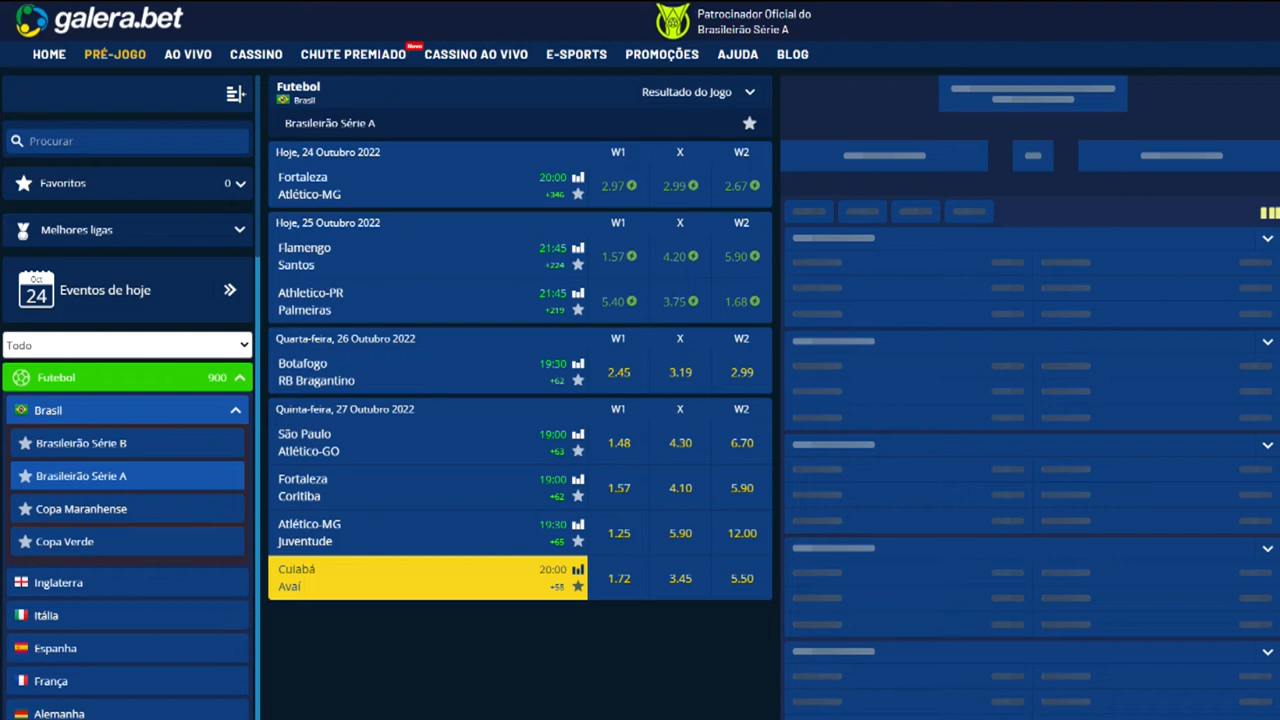 galera.bet
Patrocinador Oficial do
Brasileirão Série A
HOME PRÉ-JOGO AO VIVO CASSINO CHUTE PREMIADO Novo CASSINO AO VIVO E-SPORTS PROMOÇÕES AJUDA BLOG
Procurar
Favoritos 0
Melhores ligas
Oct
24
Eventos de hoje
Todo
Futebol 900
Brasil
Brasileirão Série B
Brasileirão Série A
Copa Maranhense
Copa Verde
Inglaterra
Itália
Espanha
França
Alemanha
Futebol
Brasil
Resultado do Jogo
Brasileirão Série A
Hoje, 24 Outubro 2022 W1 X W2
Fortaleza 20:00
Atlético-MG +346
2.97 2.99 2.67
Hoje, 25 Outubro 2022 W1 X W2
Flamengo 21:45
Santos +224
1.57 4.20 5.90
Athletico-PR 21:45
Palmeiras +219
5.40 3.75 1.68
Quarta-feira, 26 Outubro 2022 W1 X W2
Botafogo 19:30
RB Bragantino +62
2.45 3.19 2.99
Quinta-feira, 27 Outubro 2022 W1 X W2
São Paulo 19:00
Atlético-GO +63
1.48 4.30 6.70
Fortaleza 19:00
Coritiba +62
1.57 4.10 5.90
Atlético-MG 19:30
Juventude +65
1.25 5.90 12.00
Cuiabá 20:00
Avaí +58
1.72 3.45 5.50